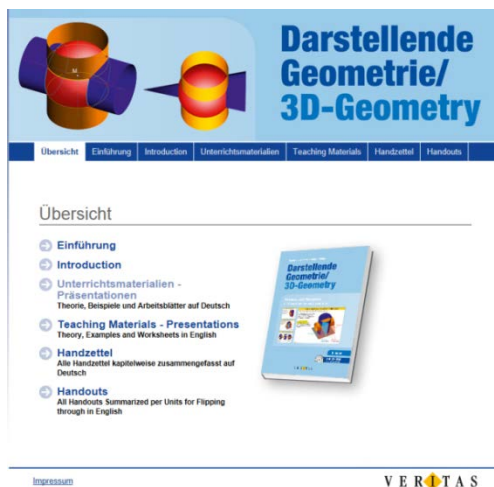 Darstellende
Geometrie/
3D-Geometry
Übersicht Einführung Introduction Unterrichtsmaterialien Teaching Materials Handzettel Handouts
Übersicht
Einführung
Introduction
Unterrichtsmaterialien -
Präsentationen
Theorie, Beispiele und Arbeitsblätter auf Deutsch
Teaching Materials - Presentations
Theory, Examples and Worksheets in English
Handzettel
Alle Handzettel kapitelweise zusammengefasst auf
Deutsch
Handouts
All Handouts Summarized per Units for Flipping
through in English
Darstellende
Geometrie/
3D-Geometry
Impressum
VERITAS